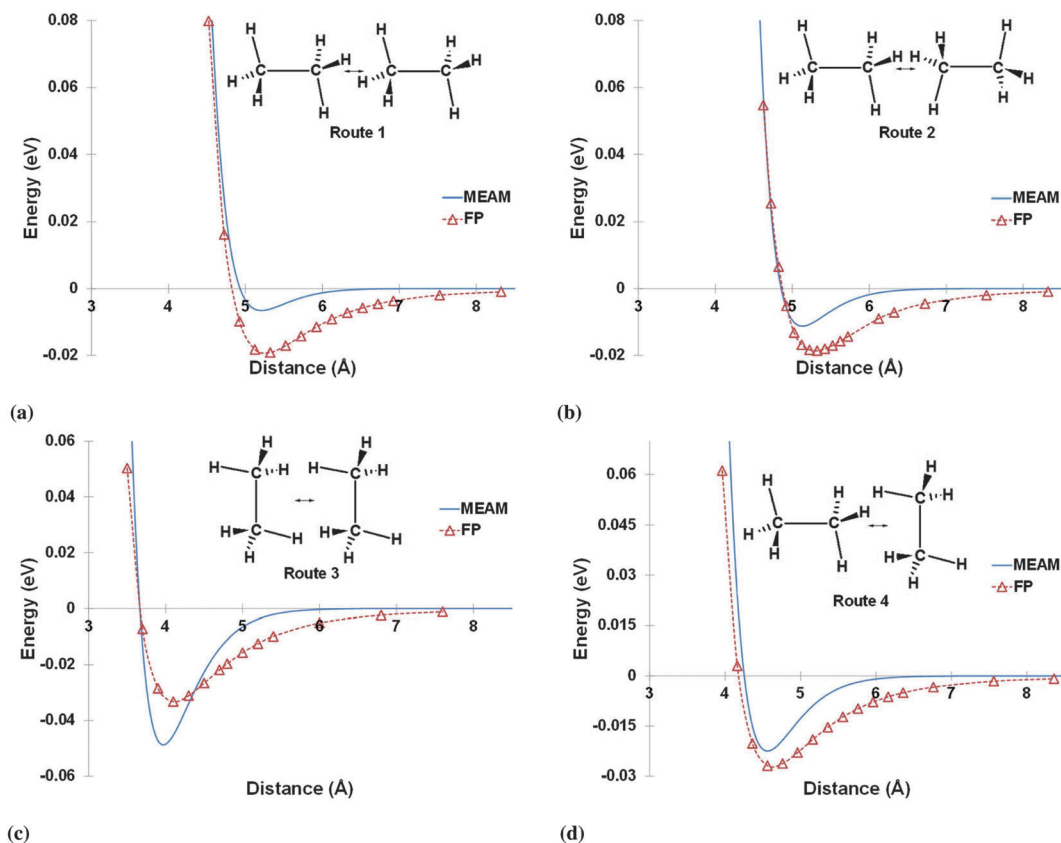 0.08
0.06
0.04
0.02
0
-0.02
3 4 5 6 7 8
Energy (eV)
Distance (Å)
H H H H H H C C H H H H H H C C
Route 1
MEAM
FP
(a)
0.08
0.06
0.04
0.02
0
-0.02
3 4 5 6 7 8
Energy (eV)
Distance (Å)
H H H H H H C C H H H H H H C C
Route 2
MEAM
FP
(b)
0.06
0.04
0.02
0
-0.02
-0.04
-0.06
3 4 5 6 7 8
Energy (eV)
Distance (Å)
H H H H H H C C H H H H H H C C
Route 3
MEAM
FP
(c)
0.06
0.045
0.03
0.015
0
-0.015
-0.03
3 4 5 6 7 8
Energy (eV)
Distance (Å)
H H H H H H C C H H H H H H C C
Route 4
MEAM
FP
(d)